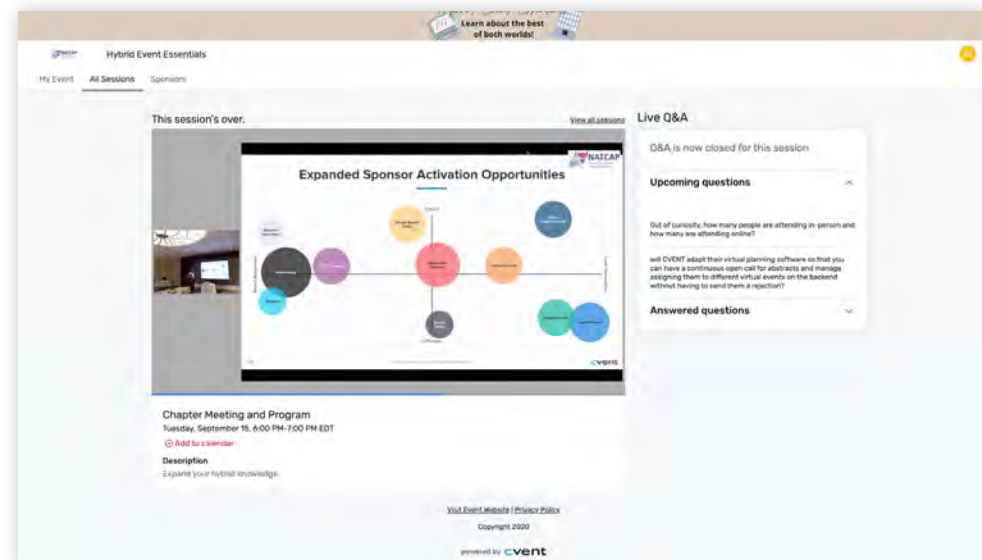 Learn about the best
of both worlds!
NATCAP
Hybrid Event Essentials
My Event All Sessions Sponsors
This session's over.
View all sessions
NATCAP
Expanded Sponsor Activation Opportunities
cvent
Chapter Meeting and Program
Tuesday, September 15, 6:00 PM-7:00 PM EDT
Add to calendar
Description
Expand your hybrid knowledge.
Live Q&A
Q&A is now closed for this session
Upcoming questions
Out of curiosity, how many people are attending in-person and
how many are attending online?
will CVENT adapt their virtual planning software so that you
can have a continuous open call for abstracts and manage
assigning them to different virtual events on the backend
without having to send them a rejection?
Answered questions
Visit Event Website | Privacy Policy
Copyright 2020
powered by cvent